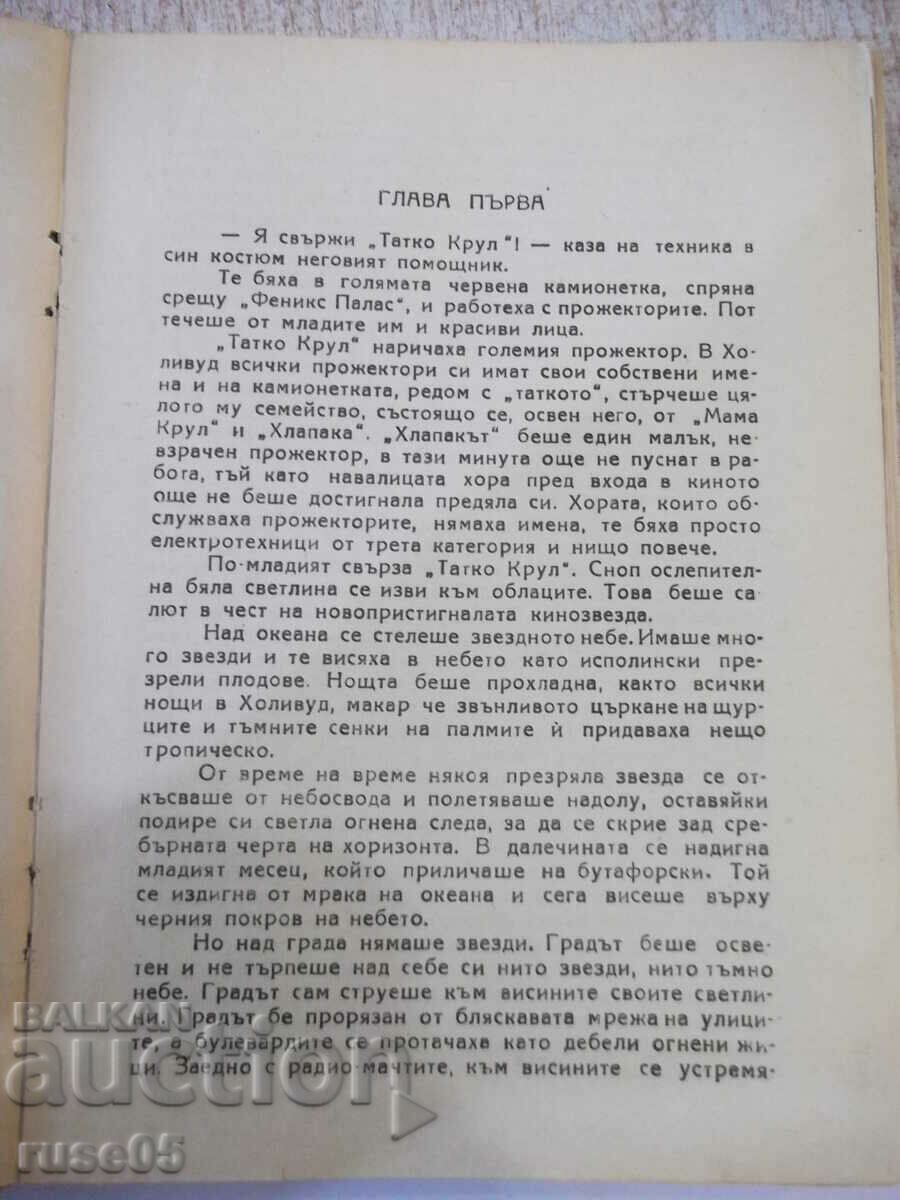 ГЛАВА ПЪРВА
— Я свържи „Татко Крул“! — каза на техника в
син костюм неговият помощник.
Те бяха в голямата червена камионетка, спряна
срещу „Феникс Палас“, и работеха с прожекторите. Пот
течеше от младите им и красиви лица.
„Татко Крул“ наричаха големия прожектор. В Хо-
ливуд всички прожектори си имат свои собствени име-
на и на камионетката, редом с „таткото“, стърчеше ця-
лото му семейство, състоящо се, освен него, от „Мама
Крул“ и „Хлапака“. „Хлапакът“ беше един малък, не-
взрачен прожектор, в тази минута още не пуснат в ра-
бота, тъй като навалицата хора пред входа в киното
още не беше достигнала предяла си. Хората, които об-
служваха прожекторите, нямаха имена, те бяха просто
електротехници от трета категория и нищо повече.
По-младият свърза „Татко Крул“. Сноп ослепител-
на бяла светлина се изви към облаците. Това беше са-
лют в чест на новопристигналата кинозвезда.
Над океана се стелеше звездното небе. Имаше мно-
го звезди и те висяха в небето като исполински пре-
зрели плодове. Нощта беше прохладна, както всички
нощи в Холивуд, макар че звънливото църкане на щур-
ците и тъмните сенки на палмите ѝ придаваха нещо
тропическо.
От време на време някоя презряла звезда се от-
късваше от небосвода и полетяваше надолу, оставяйки
подире си светла огнена следа, за да се скрие зад сре-
бърната черта на хоризонта. В далечината се надигна
младият месец, който приличаше на бутафорски. Той
се издигна от мрака на океана и сега висеше върху
черния покров на небето.
Но над града нямаше звезди. Градът беше осве-
тен и не търпеше над себе си нито звезди, нито тъмно
небе. Градът сам струеше към висините своите светли-
ни. Градът бе прорязан от бляскавата мрежа на улици-
те, а булевардите се протачаха като дебели огнени жи-
ци. Заедно с радио-мачтите, към висините се устремя-
BALKAN
auction
ruse05